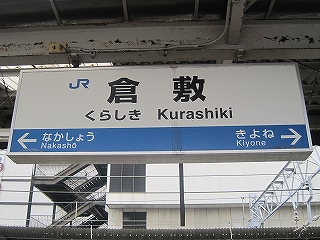 JR 倉敷
くらしき Kurashiki
← なかしょう きよね →
Nakashō Kiyone